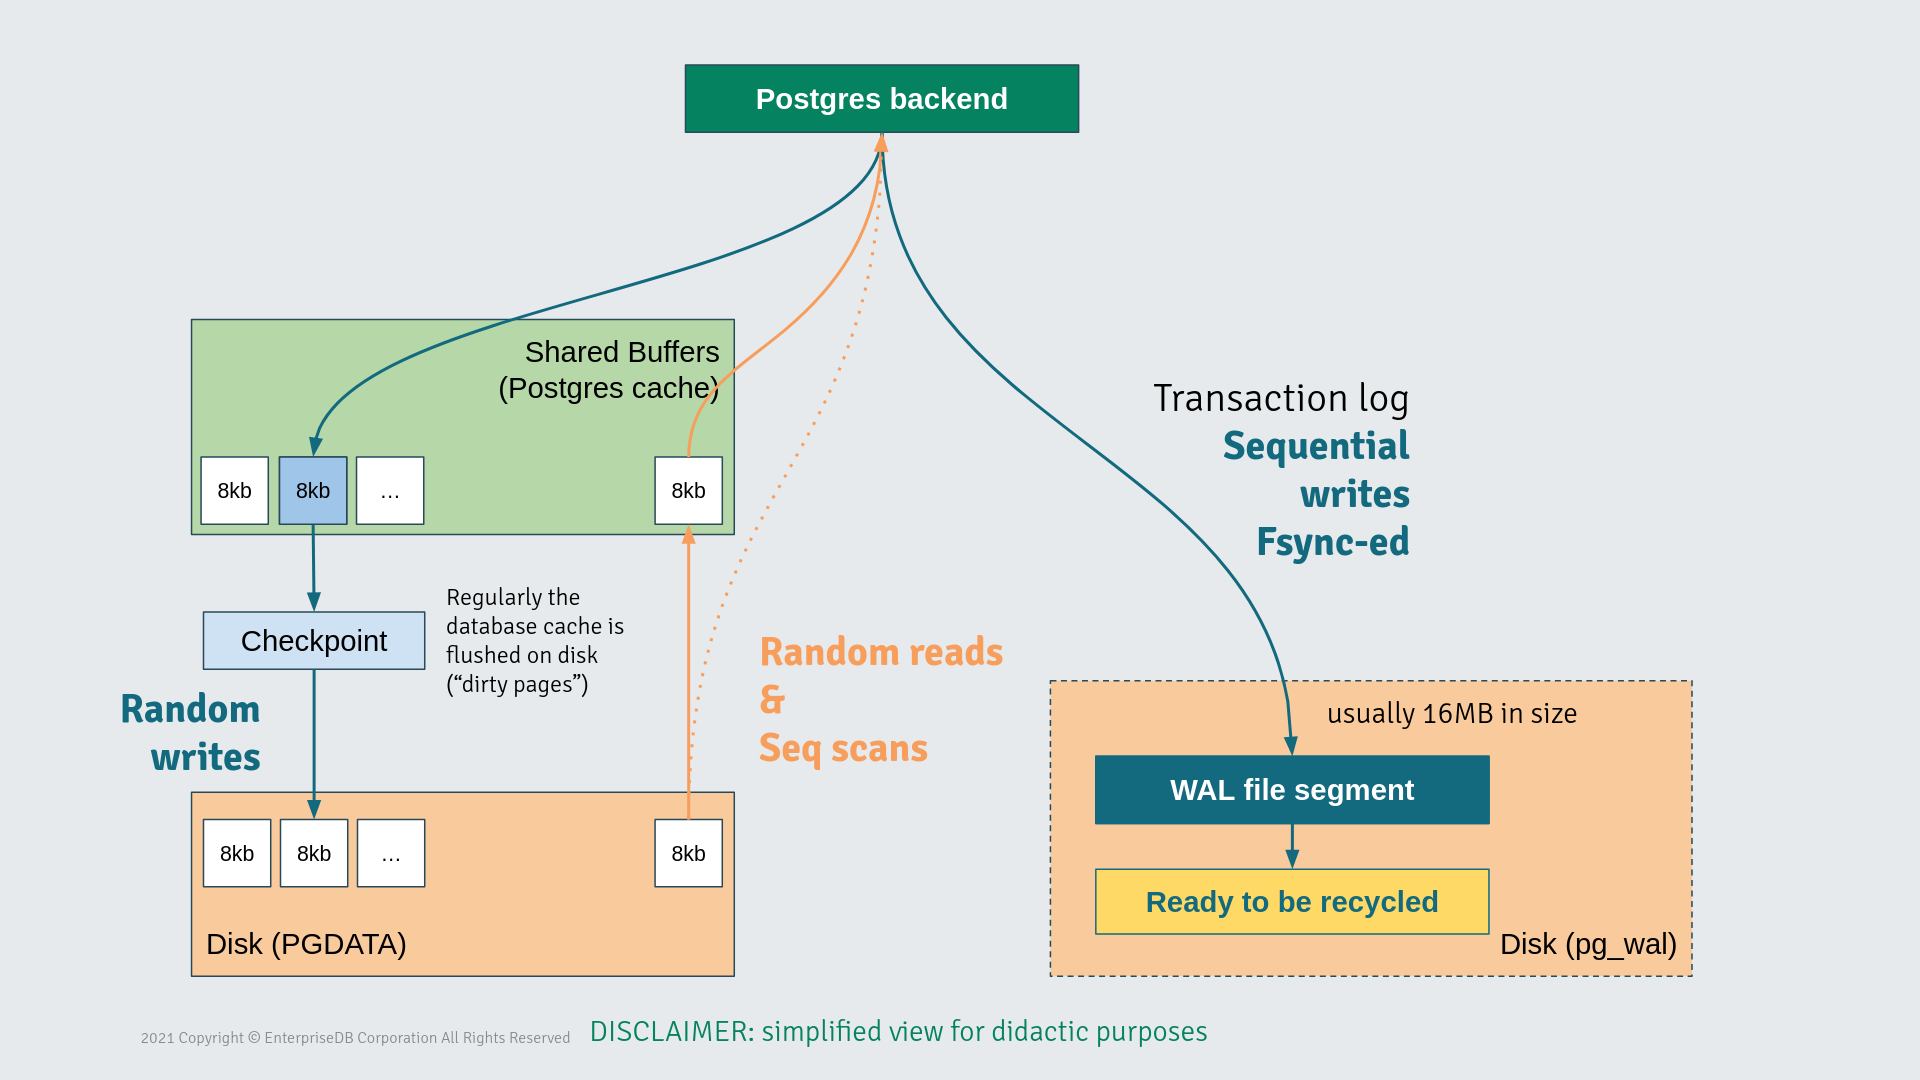 Postgres backend
Shared Buffers
(Postgres cache)
8kb
8kb
...
8kb
Transaction log
Sequential
writes
Fsync-ed
Checkpoint
Regularly the
database cache is
flushed on disk
(“dirty pages”)
Random
writes
Random reads
&
Seq scans
8kb
8kb
...
8kb
Disk (PGDATA)
usually 16MB in size
WAL file segment
Ready to be recycled
Disk (pg_wal)
2021 Copyright © EnterpriseDB Corporation All Rights Reserved
DISCLAIMER: simplified view for didactic purposes